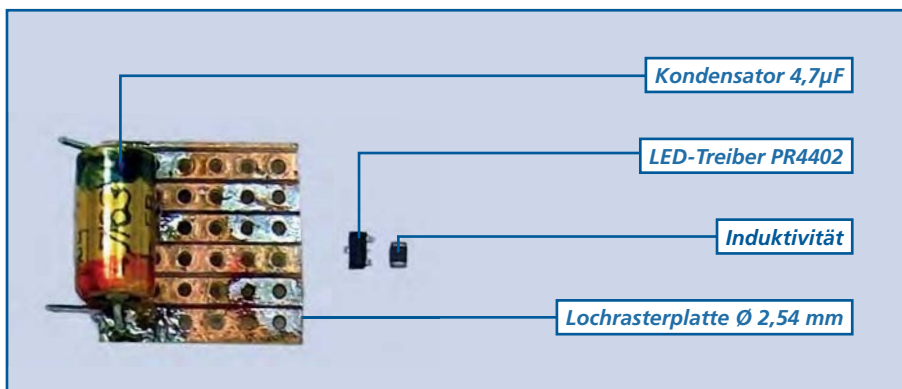 Kondensator 4,7µF
LED-Treiber PR4402
Induktivität
Lochrasterplatte Ø 2,54 mm